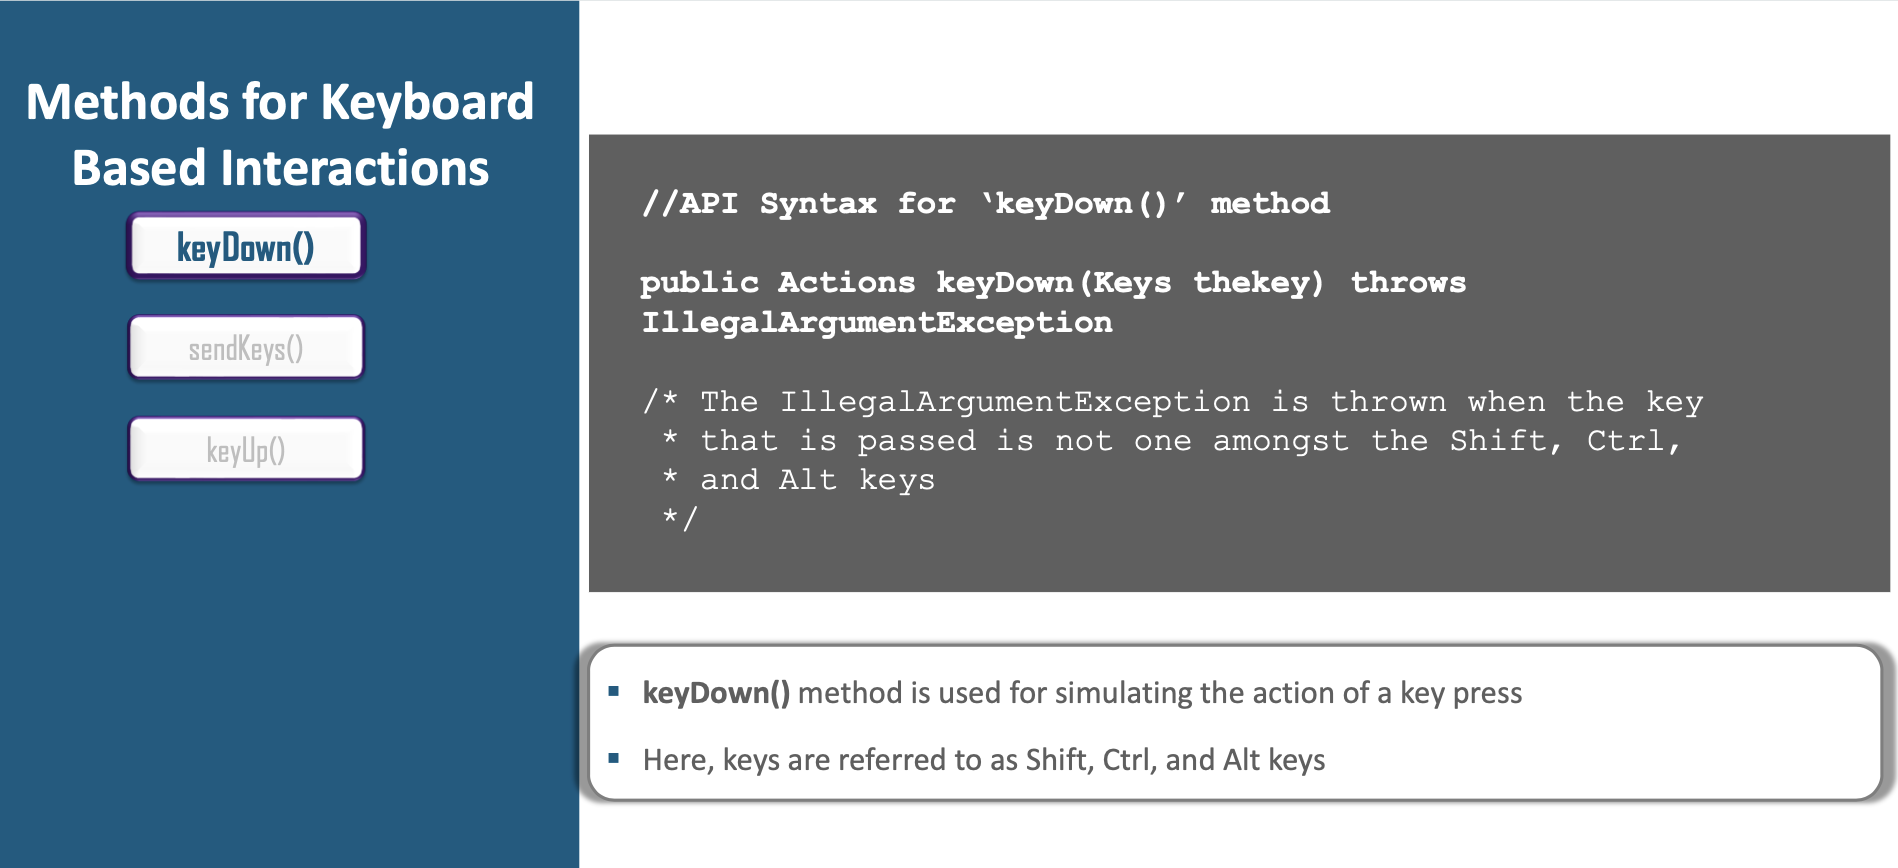 Methods for Keyboard
Based Interactions
keyDown()
sendKeys()
keyUp()
//API Syntax for ‘keyDown()’ method
public Actions keyDown(Keys thekey) throws
IllegalArgumentException
/* The IllegalArgumentException is thrown when the key
* that is passed is not one amongst the Shift, Ctrl,
* and Alt keys
*/
▪ keyDown() method is used for simulating the action of a key press
▪ Here, keys are referred to as Shift, Ctrl, and Alt keys